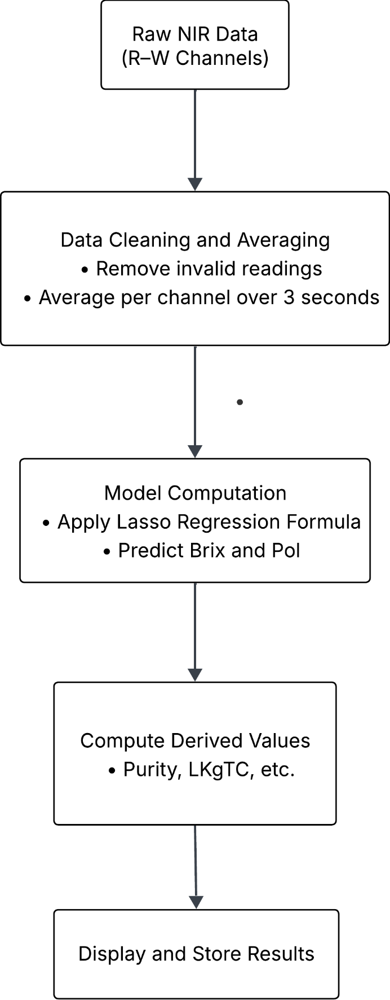 Raw NIR Data
(R–W Channels)
Data Cleaning and Averaging
• Remove invalid readings
• Average per channel over 3 seconds
Model Computation
• Apply Lasso Regression Formula
• Predict Brix and Pol
Compute Derived Values
• Purity, LKgTC, etc.
Display and Store Results